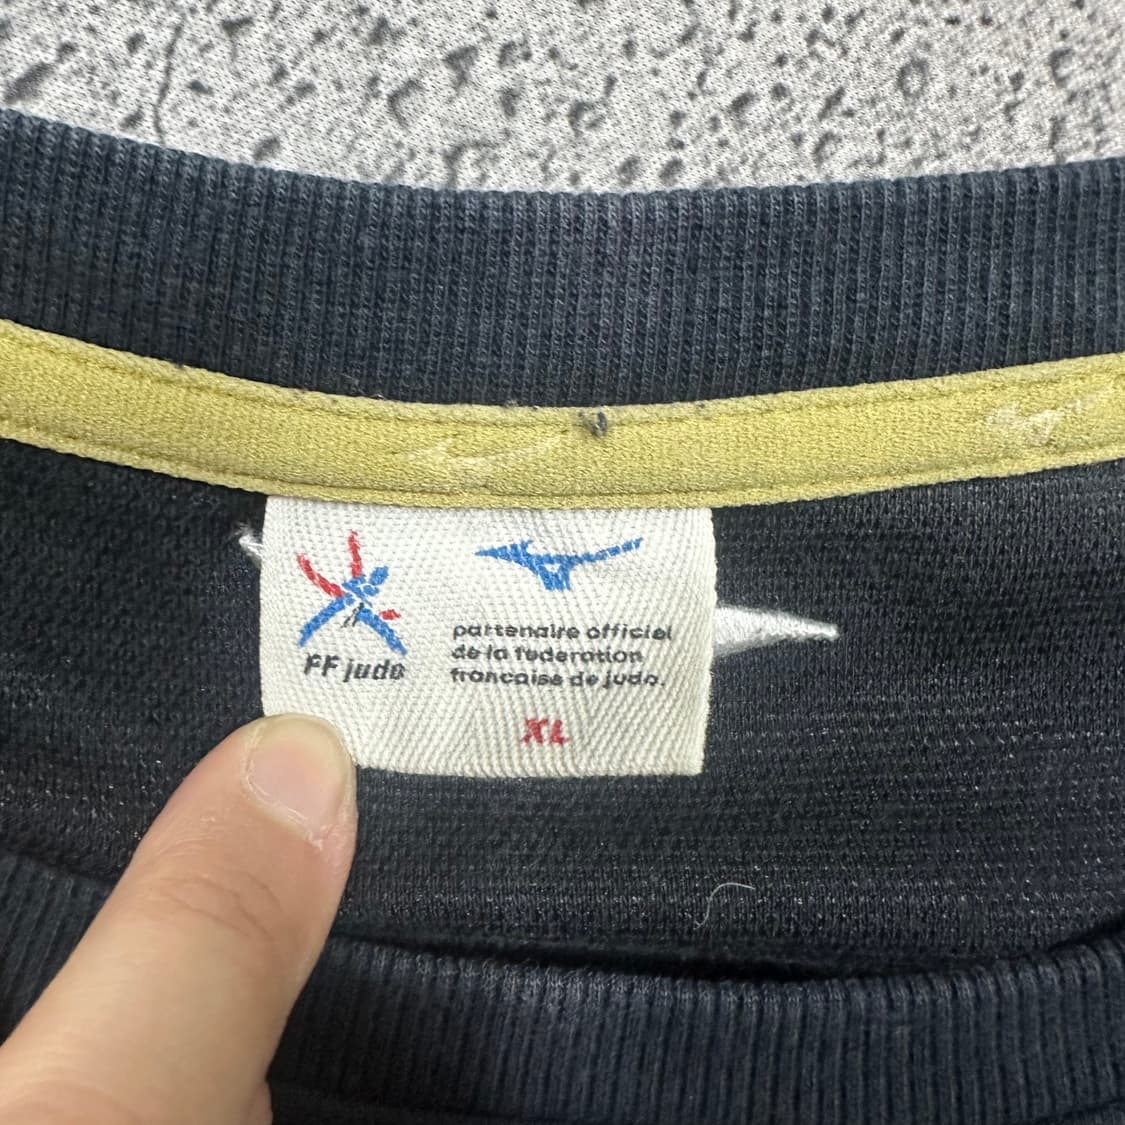 FF judo
partenaire officiel
de la federation
francaise de judo.
XL